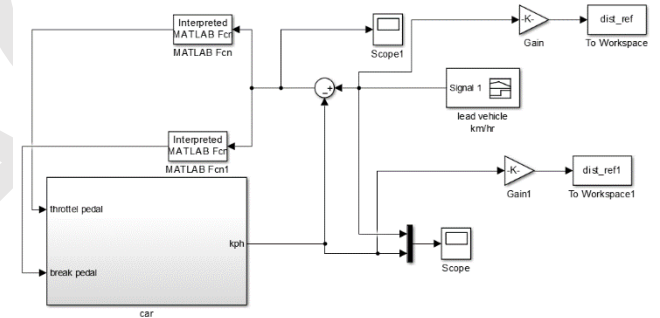 Interpreted
MATLAB Fcn
MATLAB Fcn
Scope1
-K-
Gain
dist_ref
To Workspace
Signal 1
lead vehicle
km/hr
Interpreted
MATLAB Fcn
MATLAB Fcn1
-K-
Gain1
dist_ref1
To Workspace1
throttel pedal
kph
break pedal
car
Scope